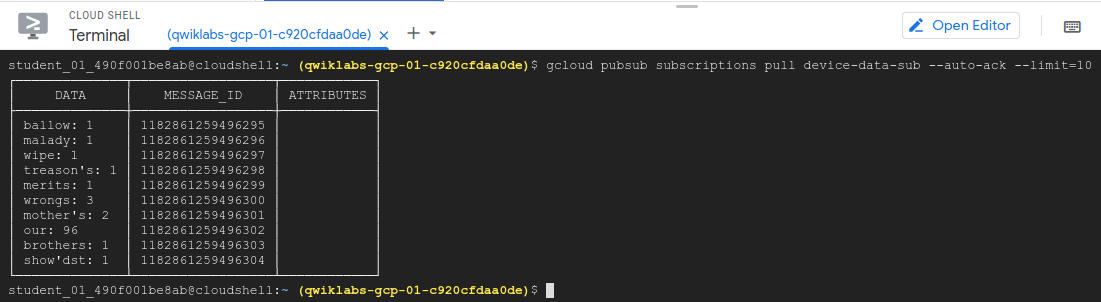 CLOUD SHELL
Terminal
(qwiklabs-gcp-01-c920cfdaa0de)
Open Editor
student_01_490f001be8ab@cloudshell:~ (qwiklabs-gcp-01-c920cfdaa0de)$ gcloud pubsub subscriptions pull device-data-sub --auto-ack --limit=10
DATA MESSAGE_ID ATTRIBUTES
ballow: 1 1182861259496295
malady: 1 1182861259496296
wipe: 1 1182861259496297
treason's: 1 1182861259496298
merits: 1 1182861259496299
wrongs: 3 1182861259496300
mother's: 2 1182861259496301
our: 96 1182861259496302
brothers: 1 1182861259496303
show'dst: 1 1182861259496304
student_01_490f001be8ab@cloudshell:~ (qwiklabs-gcp-01-c920cfdaa0de)$